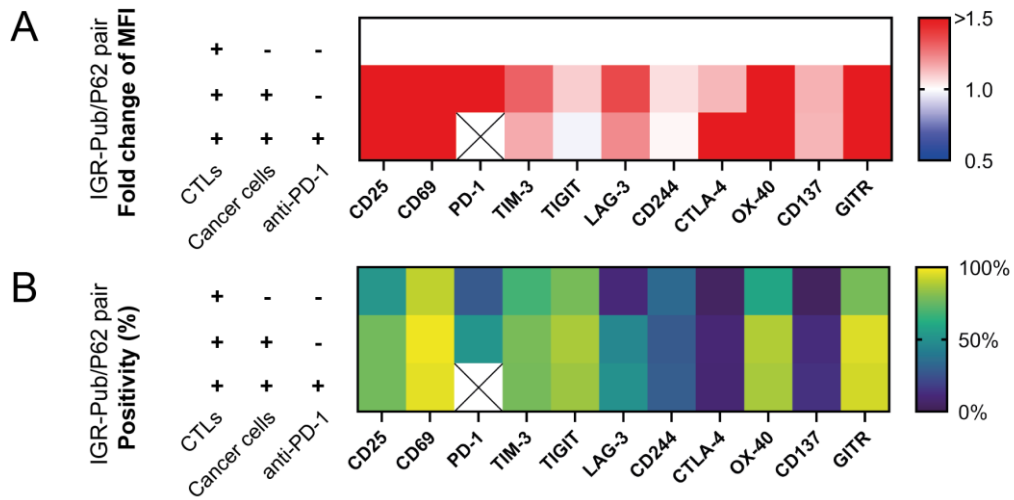 A
IGR-Pub/P62 pair
Fold change of MFI
+ - -
+ + -
+ + +
CTLs
Cancer cells
anti-PD-1
CD25 CD69 PD-1 TIM-3 TIGIT LAG-3 CD244 CTLA-4 OX-40 CD137 GITR
>1.5
1.0
0.5
B
IGR-Pub/P62 pair
Positivity (%)
+ - -
+ + -
+ + +
CTLs
Cancer cells
anti-PD-1
CD25 CD69 PD-1 TIM-3 TIGIT LAG-3 CD244 CTLA-4 OX-40 CD137 GITR
100%
50%
0%